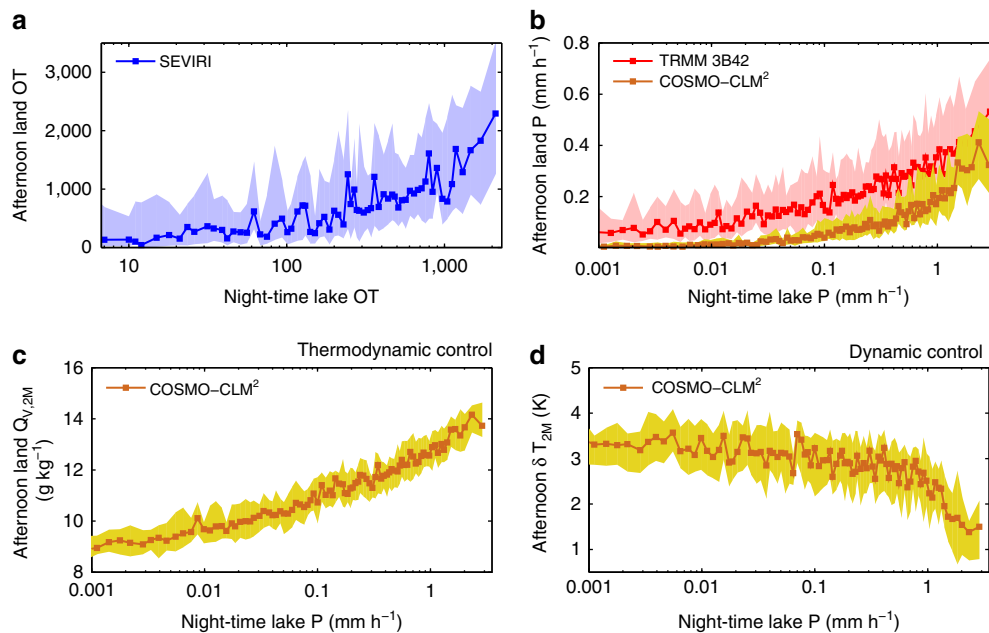 a
SEVIRI
3,000
2,000
1,000
0
Afternoon land OT
10
100
1,000
Night-time lake OT
b
TRMM 3B42
COSMO–CLM²
0.8
0.6
0.4
0.2
Afternoon land P (mm h⁻¹)
0.001
0.01
0.1
1
Night-time lake P (mm h⁻¹)
c
Thermodynamic control
COSMO–CLM²
16
14
12
10
8
Afternoon land Q_V,2M
(g kg⁻¹)
0.001
0.01
0.1
1
Night-time lake P (mm h⁻¹)
d
Dynamic control
COSMO–CLM²
5
4
3
2
1
Afternoon δ T_2M (K)
0.001
0.01
0.1
1
Night-time lake P (mm h⁻¹)